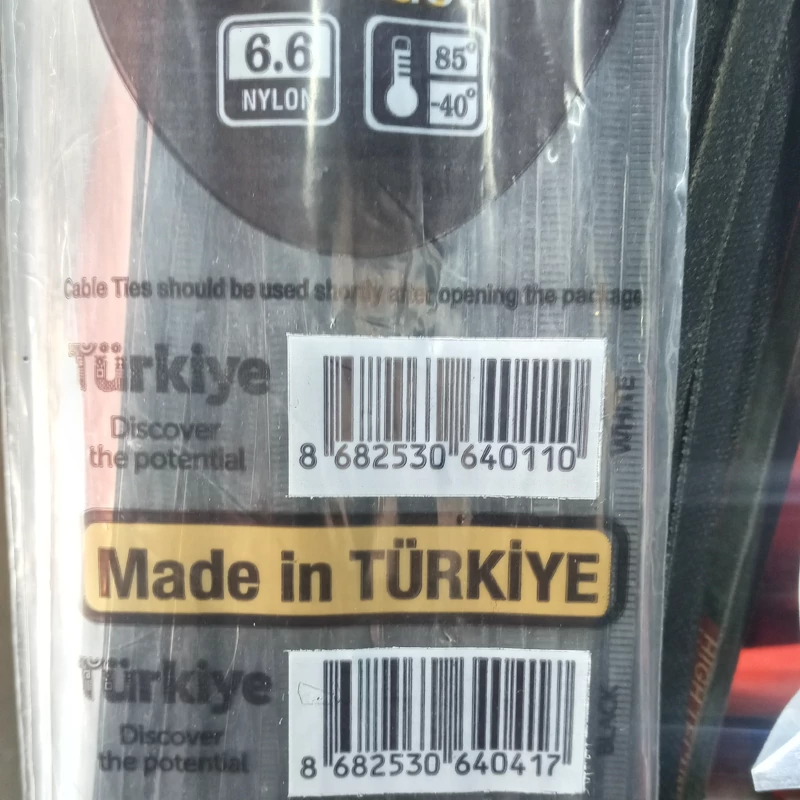 6.6
NYLON
85°
-40°
Cable Ties should be used shortly after opening the package
Türkiye
Discover
the potential
8 682530 640110
WHITE
Made in TÜRKİYE
Türkiye
Discover
the potential
8 682530 640417
BLACK
HIGH